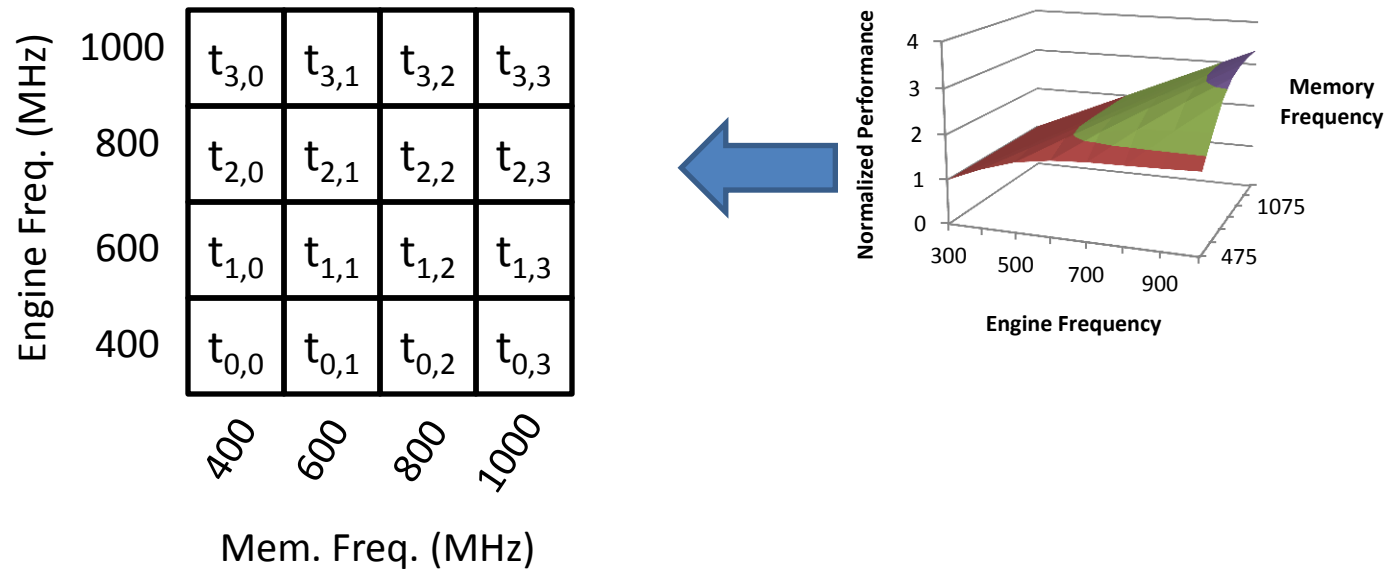 Engine Freq. (MHz)
1000 t3,0 t3,1 t3,2 t3,3
800 t2,0 t2,1 t2,2 t2,3
600 t1,0 t1,1 t1,2 t1,3
400 t0,0 t0,1 t0,2 t0,3
400 600 800 1000
Mem. Freq. (MHz)
Normalized Performance
4
3
2
1
0
300 500 700 900
Engine Frequency
Memory
Frequency
1075
475